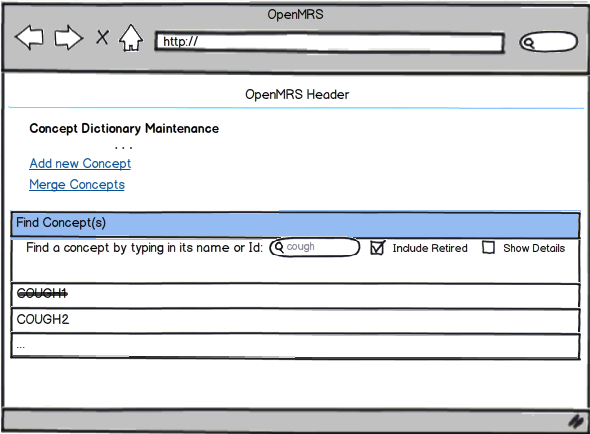 OpenMRS
http://
OpenMRS Header
Concept Dictionary Maintenance
...
Add new Concept
Merge Concepts
Find Concept(s)
Find a concept by typing in its name or Id: cough Include Retired Show Details
COUGH1
COUGH2
...